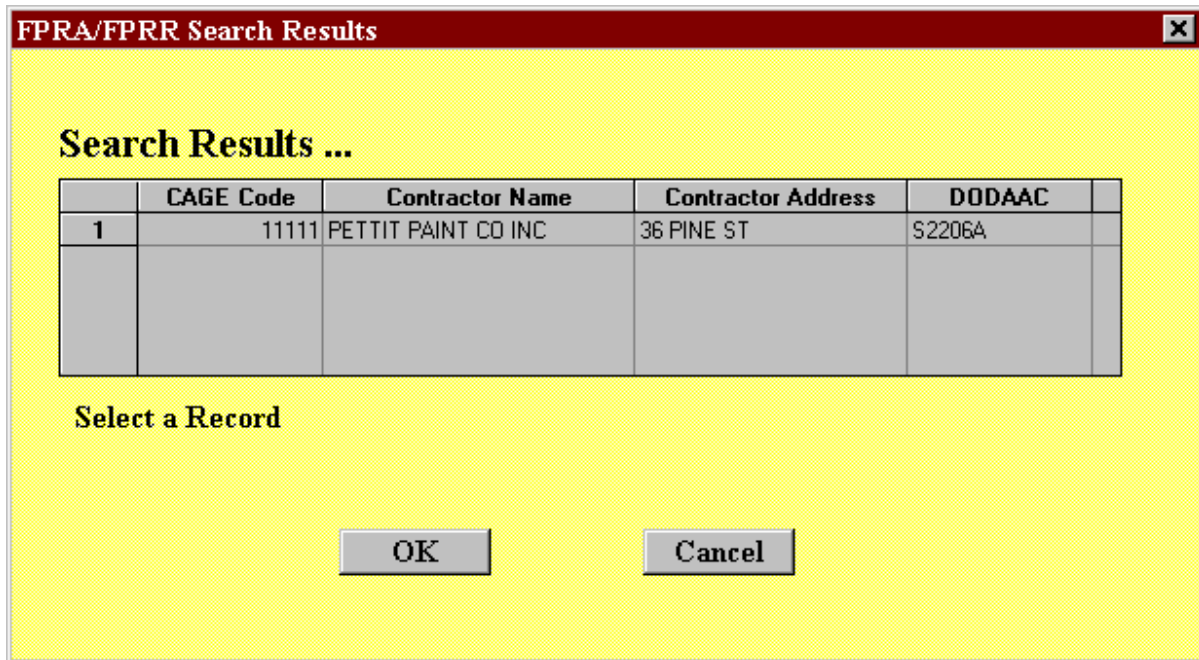 FPRA/FPRR Search Results
Search Results ...
CAGE Code Contractor Name Contractor Address DODAAC
1 11111 PETTIT PAINT CO INC 36 PINE ST S2206A
Select a Record
OK Cancel